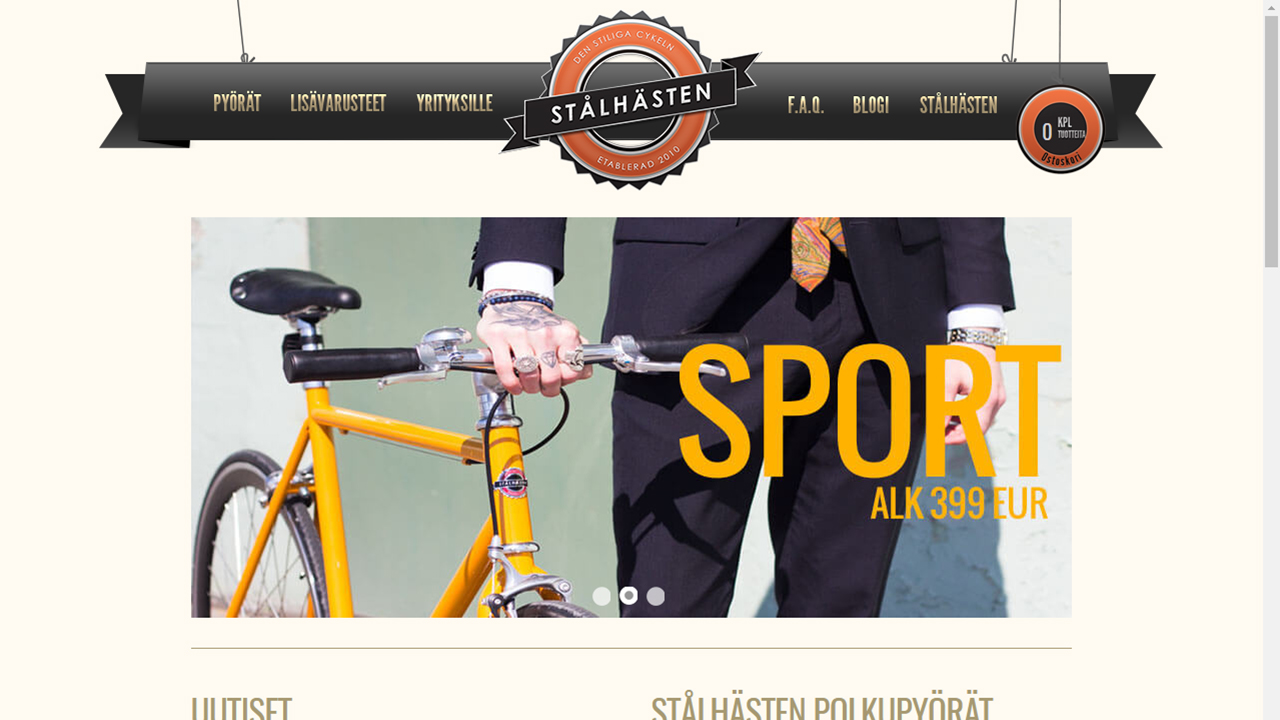 PYÖRÄT LISÄVARUSTEET YRITYKSILLE
DEN STILIGA CYKELN
STÅLHÄSTEN
ETABLERAD 2010
F.A.Q. BLOGI STÅLHÄSTEN
0 KPL
TUOTTEITA
Ostoskori
SPORT
ALK 399 EUR
UUTISET
STÅLHÄSTEN POLKUPYÖRÄT